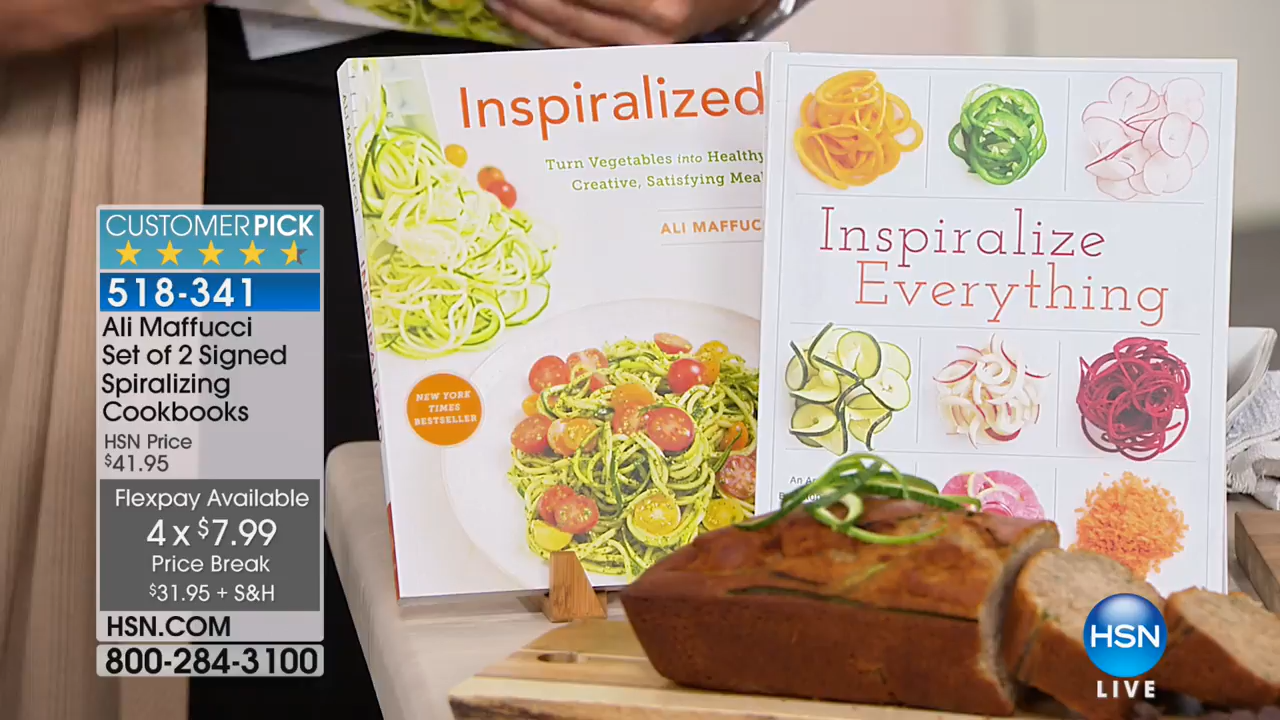 CUSTOMER PICK
518-341
Ali Maffucci
Set of 2 Signed
Spiralizing
Cookbooks
HSN Price
$41.95
Flexpay Available
4 x $7.99
Price Break
$31.95 + S&H
HSN.COM
800-284-3100
Inspiralized
Turn Vegetables into Healthy
Creative, Satisfying Mea
ALI MAFFUC
NEW YORK
TIMES
BESTSELLER
Inspiralize
Everything
An
HSN
LIVE